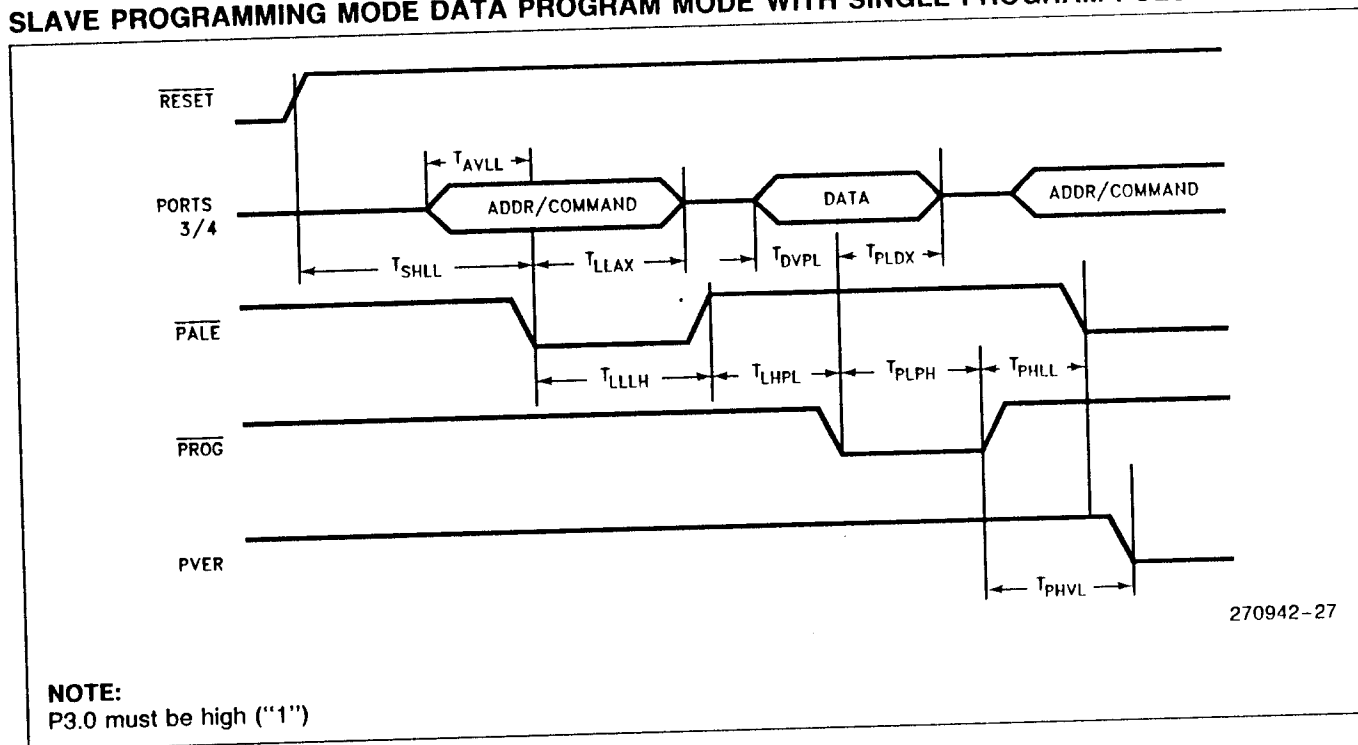 SLAVE PROGRAMMING MODE DATA PROGRAM MODE WITH SINGLE PROGRAM
RESET
TAVLL
PORTS
3/4
ADDR/COMMAND
DATA
ADDR/COMMAND
TSHLL
TLLAX
TDVPL
TPLDX
PALE
TLLLH
TLHPL
TPLPH
TPHLL
PROG
PVER
TPHVL
270942-27
NOTE:
P3.0 must be high ("1")